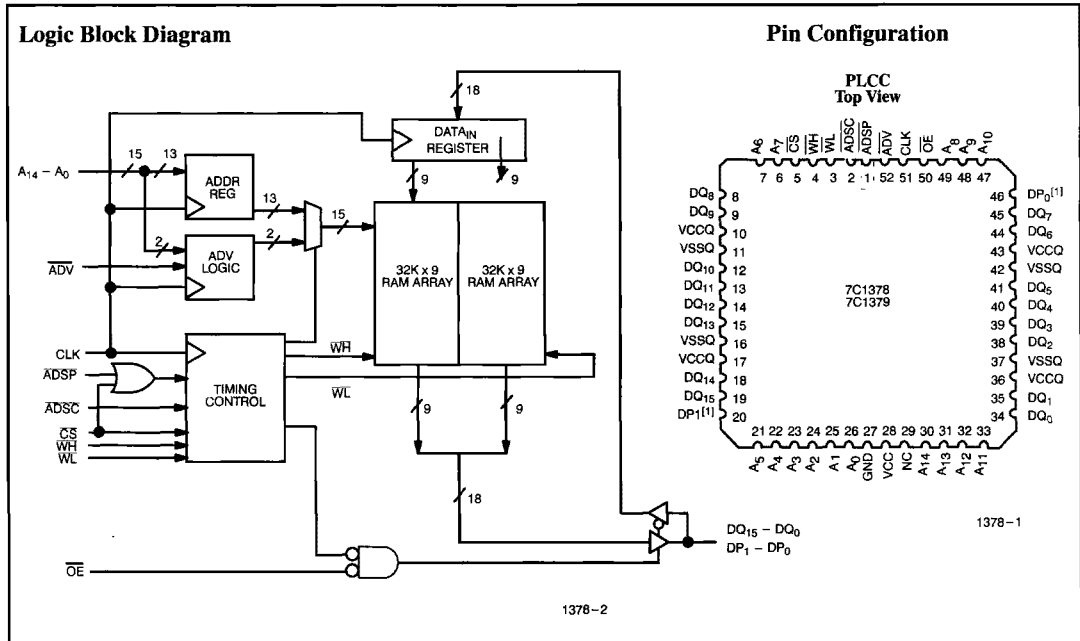 Logic Block Diagram
18
DATAIN
REGISTER
9
9
A14 – A0
15
13
ADDR
REG
13
15
2
ADV
LOGIC
2
ADV
32K x 9
RAM ARRAY
32K x 9
RAM ARRAY
CLK
ADSP
ADSC
CS
WH
WL
TIMING
CONTROL
WH
WL
9
9
18
OE
DQ15 – DQ0
DP1 – DP0
1378–2
Pin Configuration
PLCC
Top View
A6 A7 CS WH WL ADSC ADSP ADV CLK OE A8 A9 A10
7 6 5 4 3 2 1 52 51 50 49 48 47
DQ8 8
DQ9 9
VCCQ 10
VSSQ 11
DQ10 12
DQ11 13
DQ12 14
DQ13 15
VSSQ 16
VCCQ 17
DQ14 18
DQ15 19
DP1[1] 20
7C1378
7C1379
46 DP0[1]
45 DQ7
44 DQ6
43 VCCQ
42 VSSQ
41 DQ5
40 DQ4
39 DQ3
38 DQ2
37 VSSQ
36 VCCQ
35 DQ1
34 DQ0
21 22 23 24 25 26 27 28 29 30 31 32 33
A5 A4 A3 A2 A1 A0 GND VCC NC A14 A13 A12 A11
1378–1